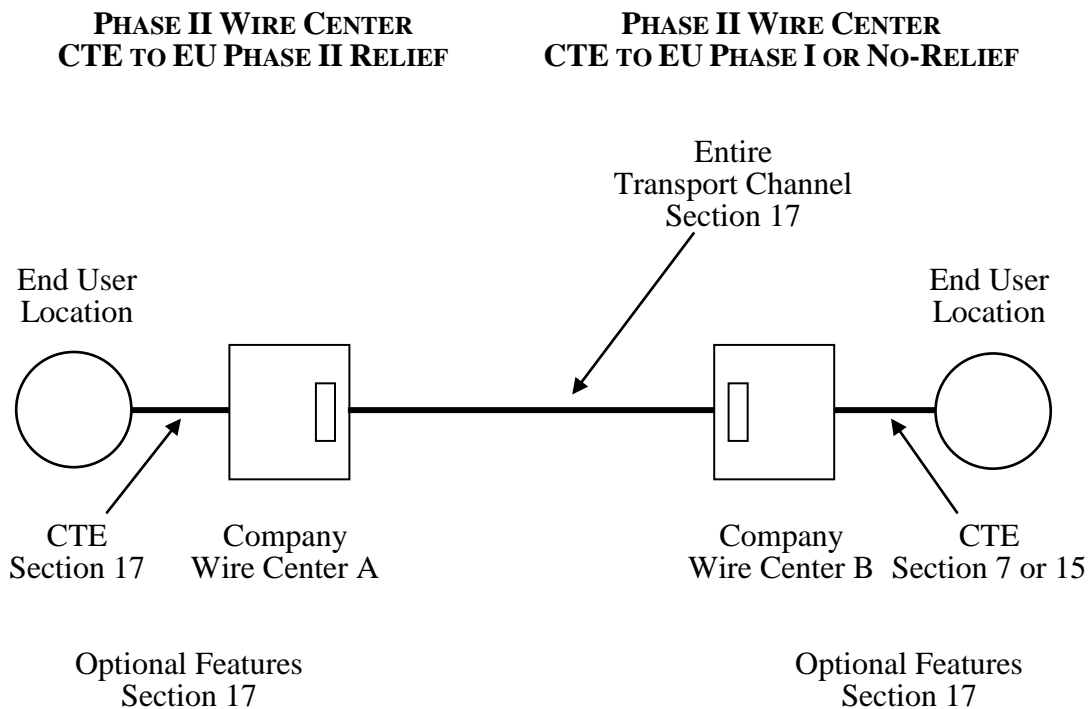 PHASE II WIRE CENTER
CTE TO EU PHASE II RELIEF
PHASE II WIRE CENTER
CTE TO EU PHASE I OR NO-RELIEF
Entire
Transport Channel
Section 17
End User
Location
End User
Location
CTE
Section 17
Company
Wire Center A
Company
Wire Center B
CTE
Section 7 or 15
Optional Features
Section 17
Optional Features
Section 17